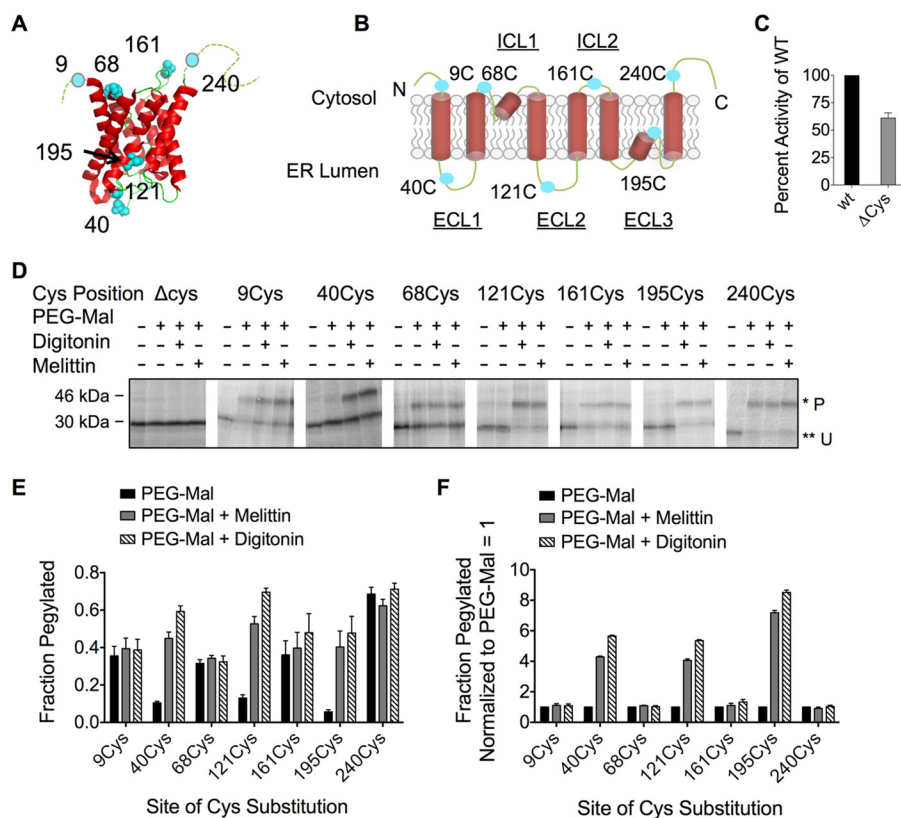 A
161
9
68
240
195
121
40
B
ICL1
ICL2
N
9C
68C
161C
240C
Cytosol
C
ER Lumen
40C
121C
195C
ECL1
ECL2
ECL3
C
Percent Activity of WT
100
75
50
25
0
wt
ΔCys
D
Cys Position Δcys 9Cys 40Cys 68Cys 121Cys 161Cys 195Cys 240Cys
PEG-Mal - + + + - + + + - + + + - + + + - + + + - + + + - + + + - + + +
Digitonin - - + - - - + - - - + - - - + - - - + - - - + - - - + - - - + -
Melittin - - - + - - - + - - - + - - - + - - - + - - - + - - - + - - - +
46 kDa –
* P
30 kDa –
** U
E
PEG-Mal
PEG-Mal + Melittin
PEG-Mal + Digitonin
Fraction Pegylated
0.8
0.6
0.4
0.2
0.0
9Cys
40Cys
68Cys
121Cys
161Cys
195Cys
240Cys
Site of Cys Substitution
F
PEG-Mal
PEG-Mal + Melittin
PEG-Mal + Digitonin
Fraction Pegylated
Normalized to PEG-Mal = 1
10
8
6
4
2
0
9Cys
40Cys
68Cys
121Cys
161Cys
195Cys
240Cys
Site of Cys Substitution